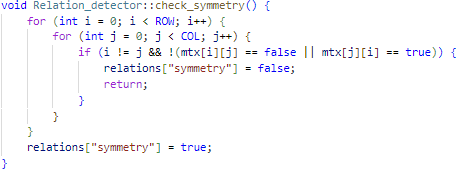 void Relation_detector::check_symmetry() {
    for (int i = 0; i < ROW; i++) {
        for (int j = 0; j < COL; j++) {
            if (i != j && !(mtx[i][j] == false || mtx[j][i] == true)) {
                relations["symmetry"] = false;
                return;
            }
        }
    }
    relations["symmetry"] = true;
}